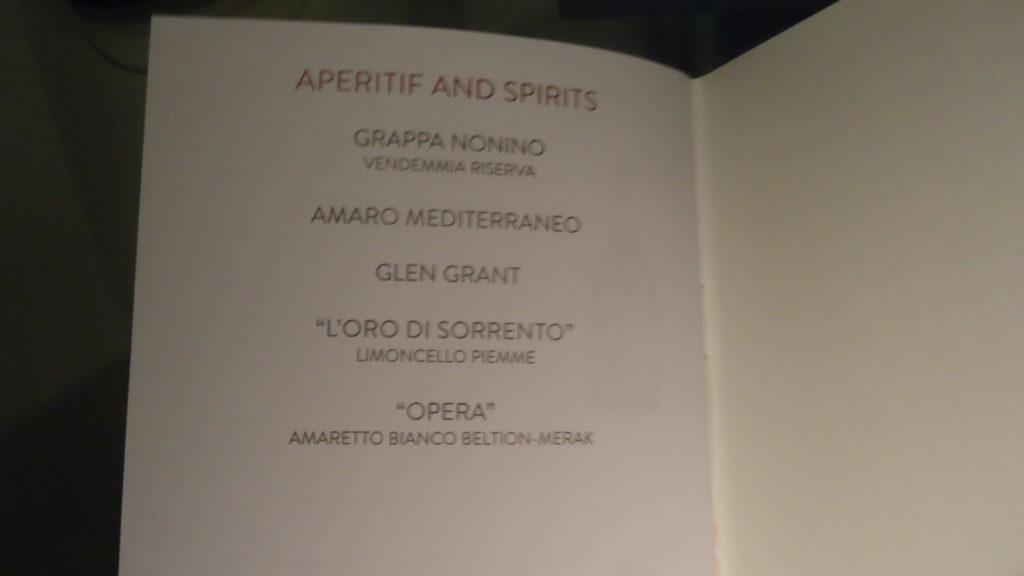 APERITIF AND SPIRITS
GRAPPA NONINO
VENDEMMIA RISERVA
AMARO MEDITERRANEO
GLEN GRANT
“L'ORO DI SORRENTO”
LIMONCELLO PIEMME
“OPERA”
AMARETTO BIANCO BELTION-MERAK